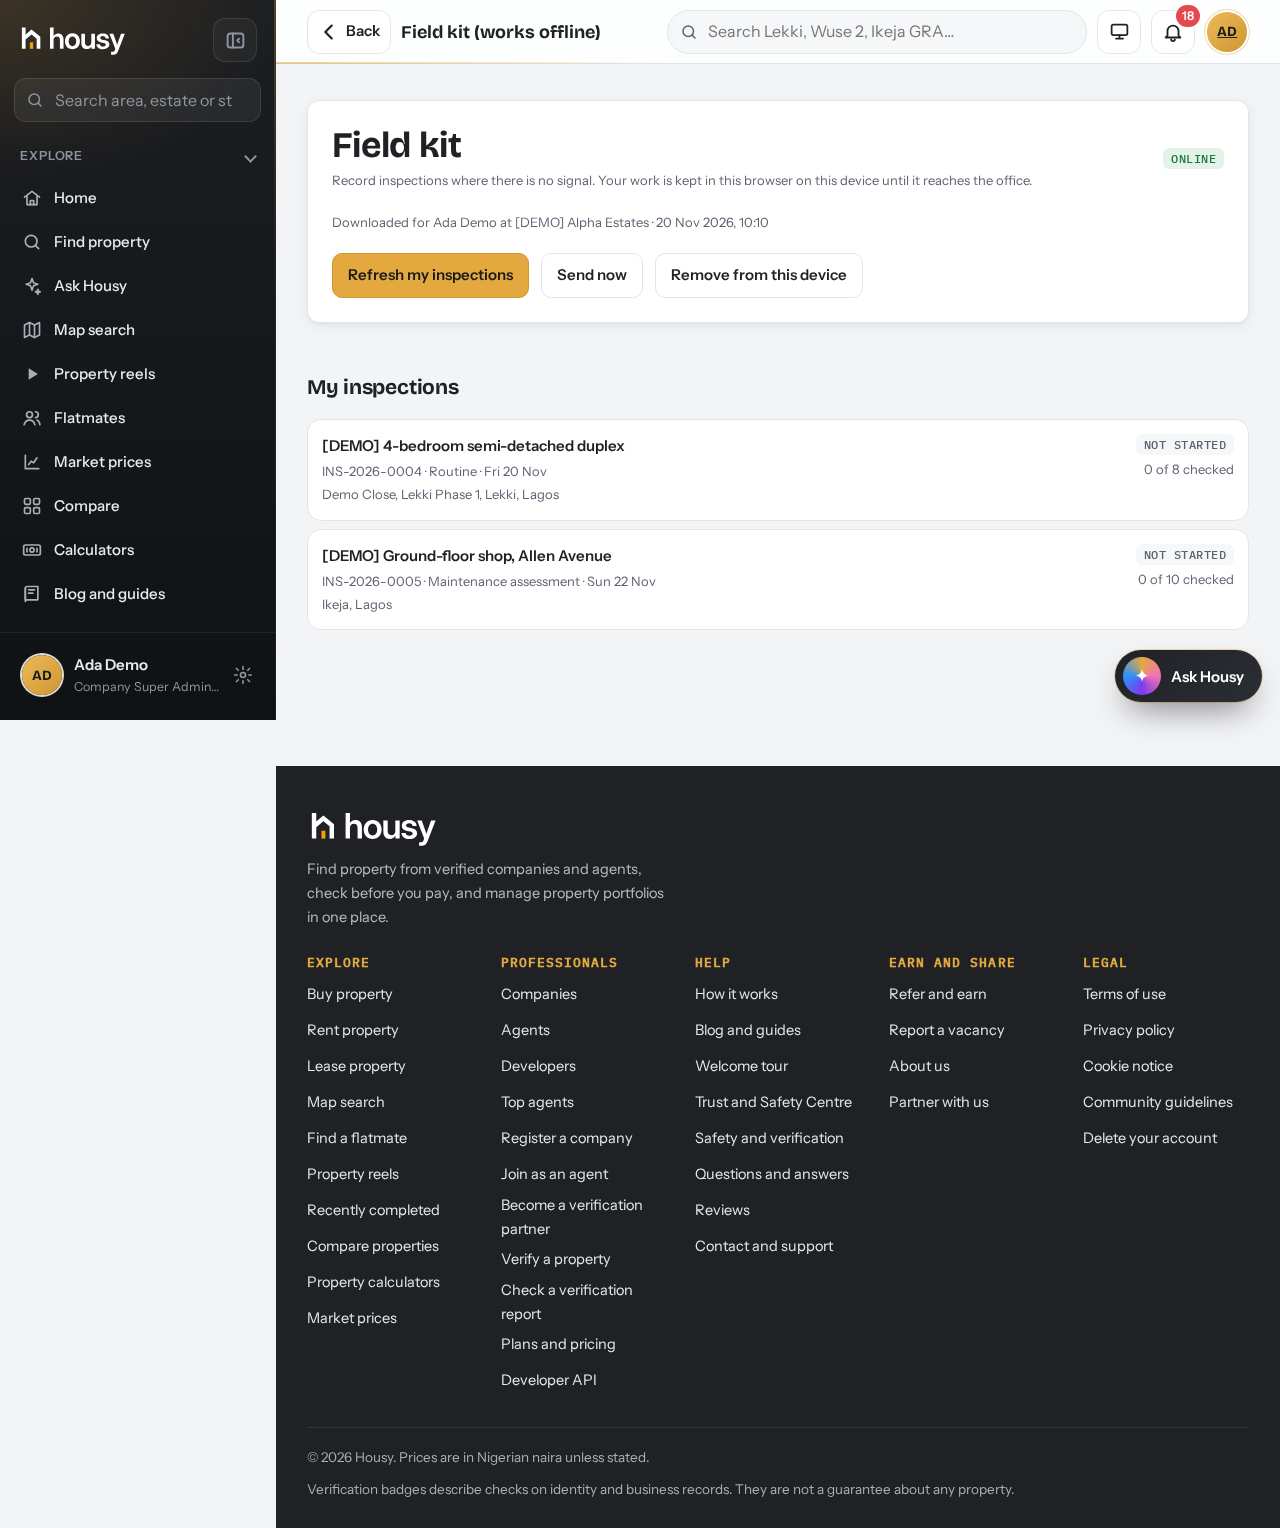 housy
Search area, estate or st
EXPLORE
Home
Find property
Ask Housy
Map search
Property reels
Flatmates
Market prices
Compare
Calculators
Blog and guides
AD
Ada Demo
Company Super Admin...
Back
Field kit (works offline)
Search Lekki, Wuse 2, Ikeja GRA...
18
AD
Field kit
ONLINE
Record inspections where there is no signal. Your work is kept in this browser on this device until it reaches the office.
Downloaded for Ada Demo at [DEMO] Alpha Estates · 20 Nov 2026, 10:10
Refresh my inspections
Send now
Remove from this device
My inspections
[DEMO] 4-bedroom semi-detached duplex
NOT STARTED
INS-2026-0004 · Routine · Fri 20 Nov
0 of 8 checked
Demo Close, Lekki Phase 1, Lekki, Lagos
[DEMO] Ground-floor shop, Allen Avenue
NOT STARTED
INS-2026-0005 · Maintenance assessment · Sun 22 Nov
0 of 10 checked
Ikeja, Lagos
Ask Housy
housy
Find property from verified companies and agents,
check before you pay, and manage property portfolios
in one place.
EXPLORE
Buy property
Rent property
Lease property
Map search
Find a flatmate
Property reels
Recently completed
Compare properties
Property calculators
Market prices
PROFESSIONALS
Companies
Agents
Developers
Top agents
Register a company
Join as an agent
Become a verification
partner
Verify a property
Check a verification
report
Plans and pricing
Developer API
HELP
How it works
Blog and guides
Welcome tour
Trust and Safety Centre
Safety and verification
Questions and answers
Reviews
Contact and support
EARN AND SHARE
Refer and earn
Report a vacancy
About us
Partner with us
LEGAL
Terms of use
Privacy policy
Cookie notice
Community guidelines
Delete your account
© 2026 Housy. Prices are in Nigerian naira unless stated.
Verification badges describe checks on identity and business records. They are not a guarantee about any property.